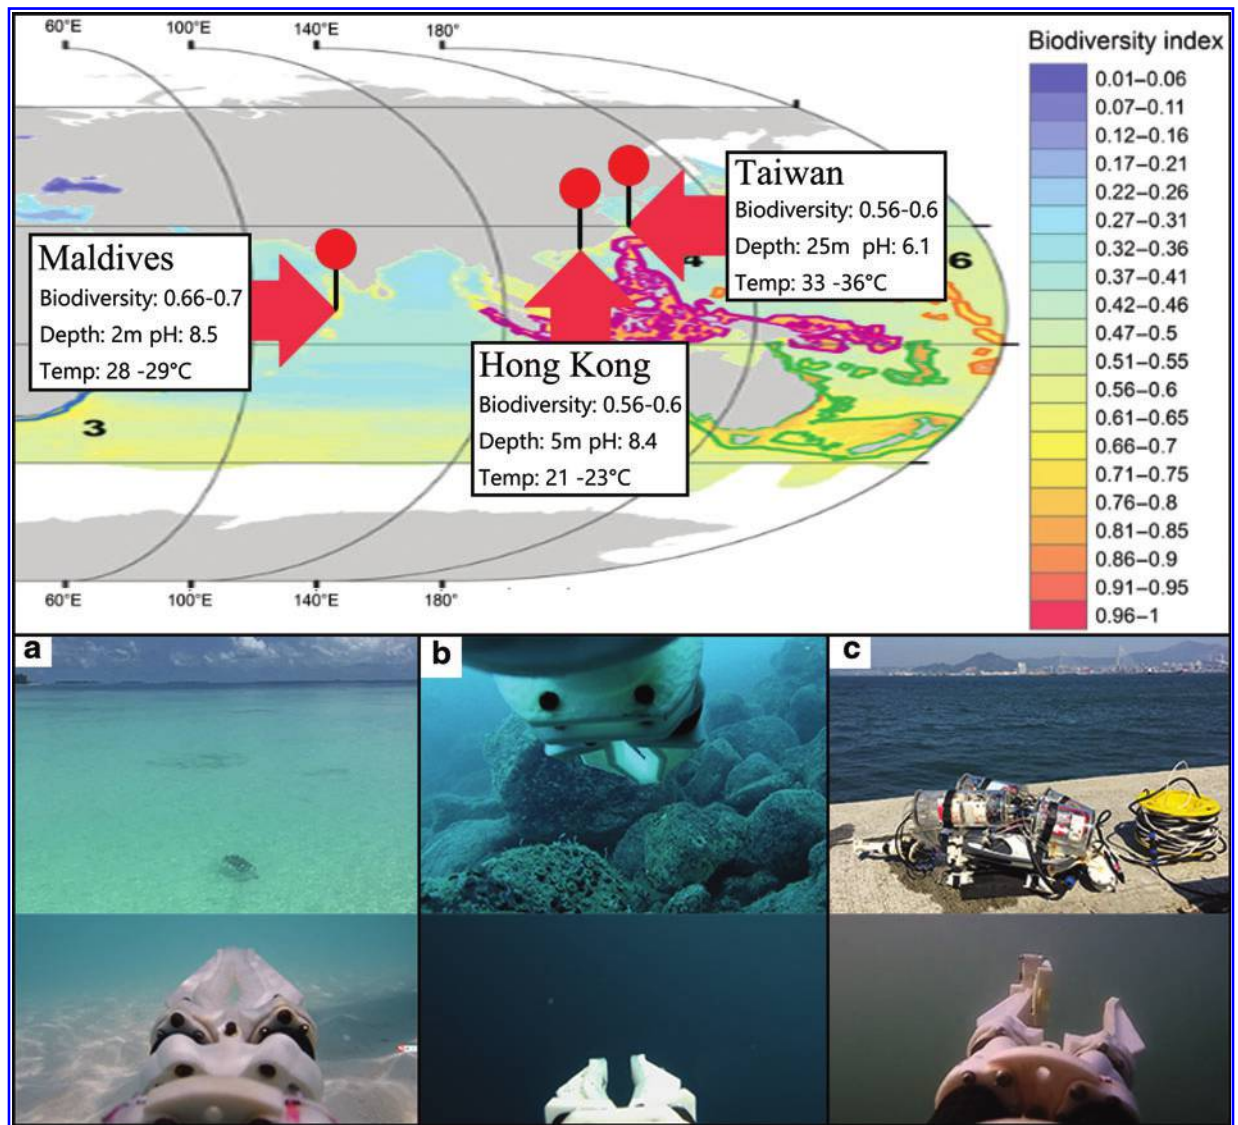 60°E 100°E 140°E 180°
Biodiversity index
0.01–0.06
0.07–0.11
0.12–0.16
0.17–0.21
0.22–0.26
0.27–0.31
0.32–0.36
0.37–0.41
0.42–0.46
0.47–0.5
0.51–0.55
0.56–0.6
0.61–0.65
0.66–0.7
0.71–0.75
0.76–0.8
0.81–0.85
0.86–0.9
0.91–0.95
0.96–1
Taiwan
Biodiversity: 0.56-0.6
Depth: 25m pH: 6.1
Temp: 33 -36°C
4
6
Maldives
Biodiversity: 0.66-0.7
Depth: 2m pH: 8.5
Temp: 28 -29°C
3
Hong Kong
Biodiversity: 0.56-0.6
Depth: 5m pH: 8.4
Temp: 21 -23°C
60°E 100°E 140°E 180°
a
b
c